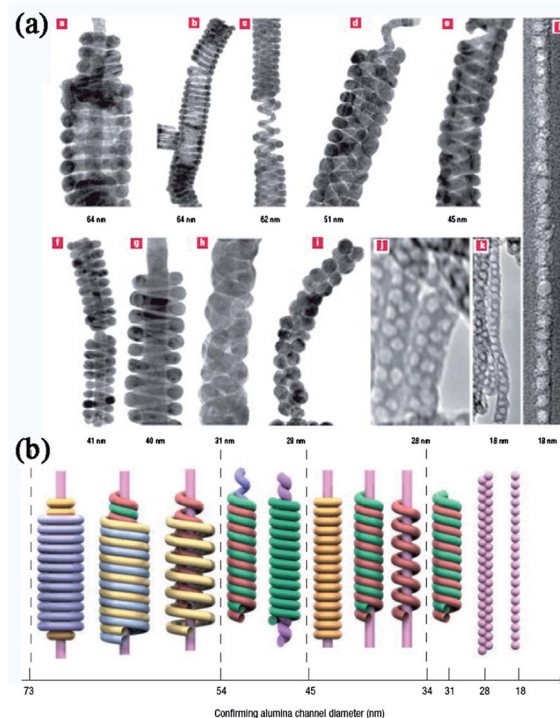 (a)
a b c d e l
64 nm 64 nm 62 nm 51 nm 45 nm
f g h i j k
41 nm 40 nm 31 nm 28 nm 28 nm 18 nm 18 nm
(b)
73 54 45 34 31 28 18
Confirming alumina channel diameter (nm)